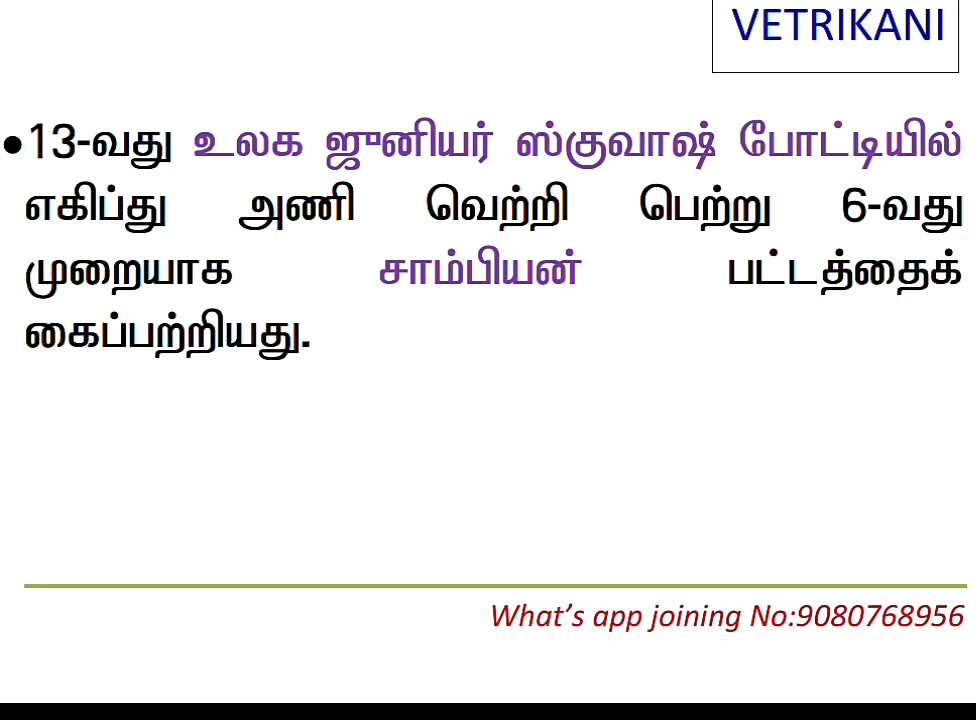 VETRIKANI
•13-வது உலக ஜுனியர் ஸ்குவாஷ் போட்டியில்
எகிப்து அணி வெற்றி பெற்று 6-வது
முறையாக சாம்பியன் பட்டத்தைக்
கைப்பற்றியது.
What's app joining No:9080768956